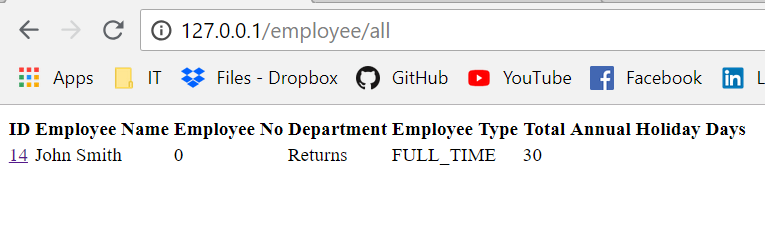 127.0.0.1/employee/all
Apps IT Files - Dropbox GitHub YouTube Facebook in L
ID Employee Name Employee No Department Employee Type Total Annual Holiday Days
14 John Smith 0 Returns FULL_TIME 30